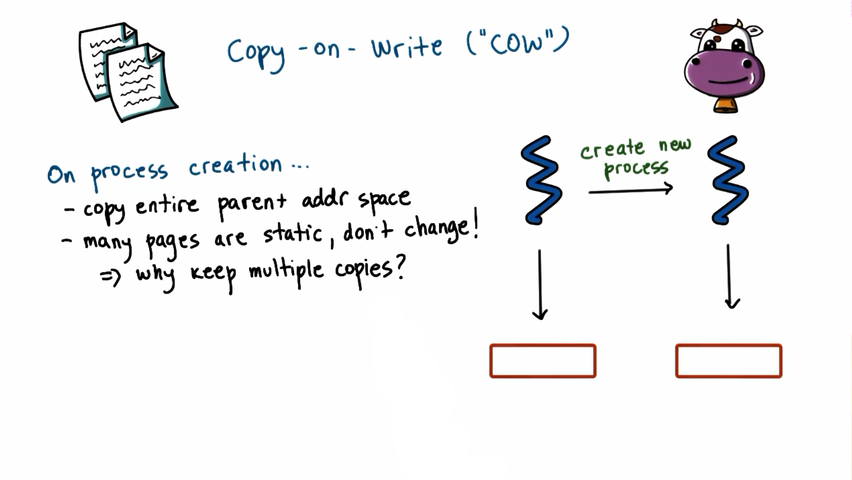 Copy-on-Write ("COW")
On process creation...
- copy entire parent addr space
- many pages are static, don't change!
⇒ why keep multiple copies?
create new
process